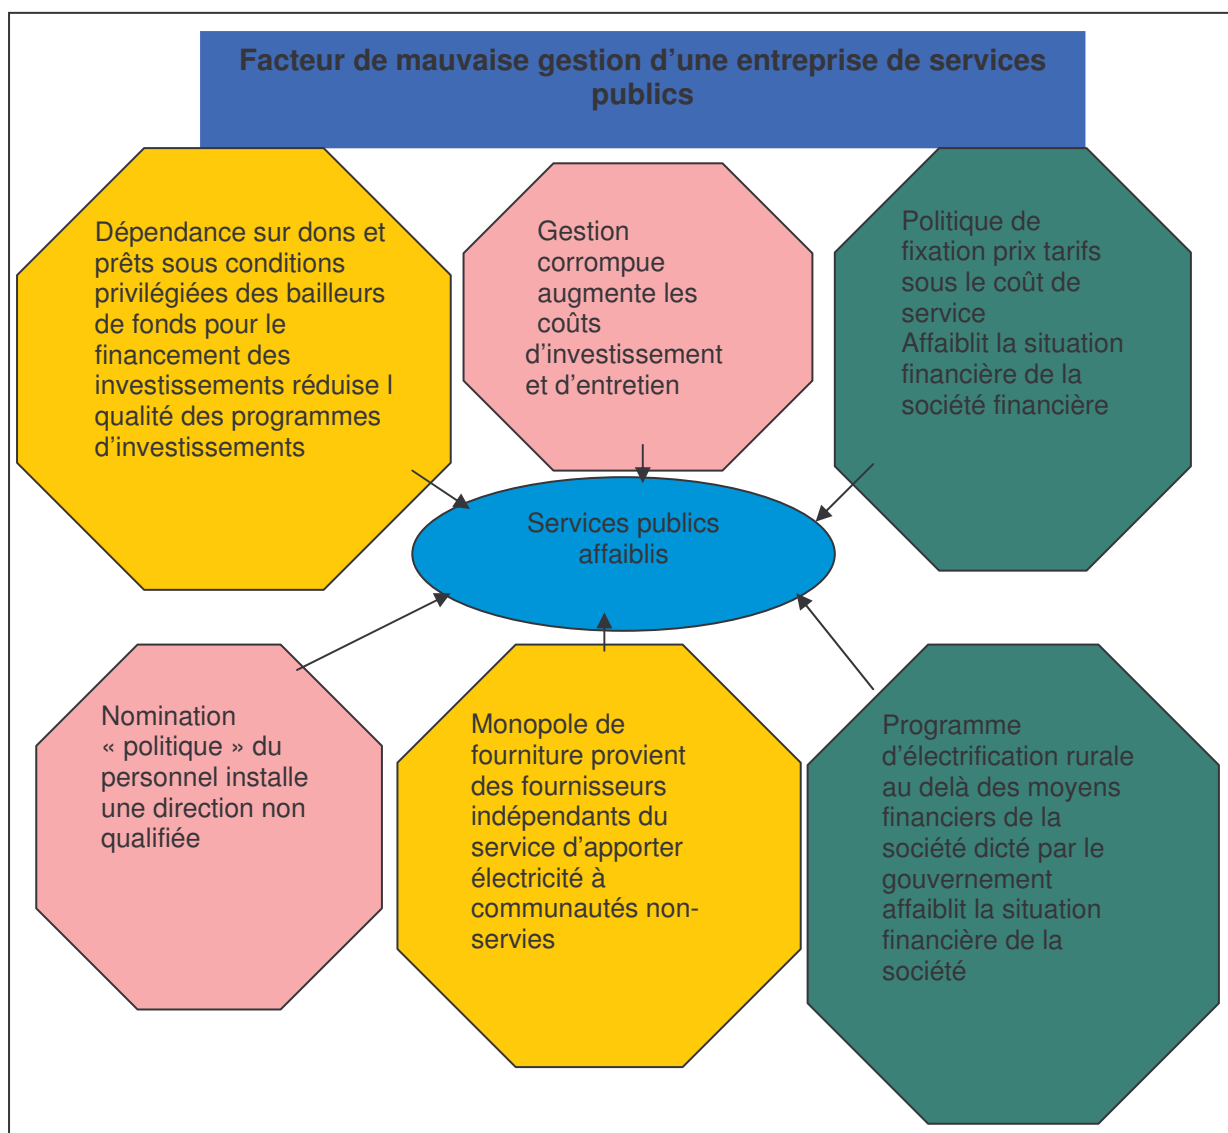 Facteur de mauvaise gestion d'une entreprise de services
publics
Dépendance sur dons et
prêts sous conditions
privilégiées des bailleurs
de fonds pour le
financement des
investissements réduise l
qualité des programmes
d'investissements
Gestion
corrompue
augmente les
coûts
d'investissement
et d'entretien
Politique de
fixation prix tarifs
sous le coût de
service
Affaiblit la situation
financière de la
société financière
Services publics
affaiblis
Nomination
« politique » du
personnel installe
une direction non
qualifiée
Monopole de
fourniture provient
des fournisseurs
indépendants du
service d'apporter
électricité à
communautés non-
servies
Programme
d'électrification rurale
au delà des moyens
financiers de la
société dicté par le
gouvernement
affaiblit la situation
financière de la
société